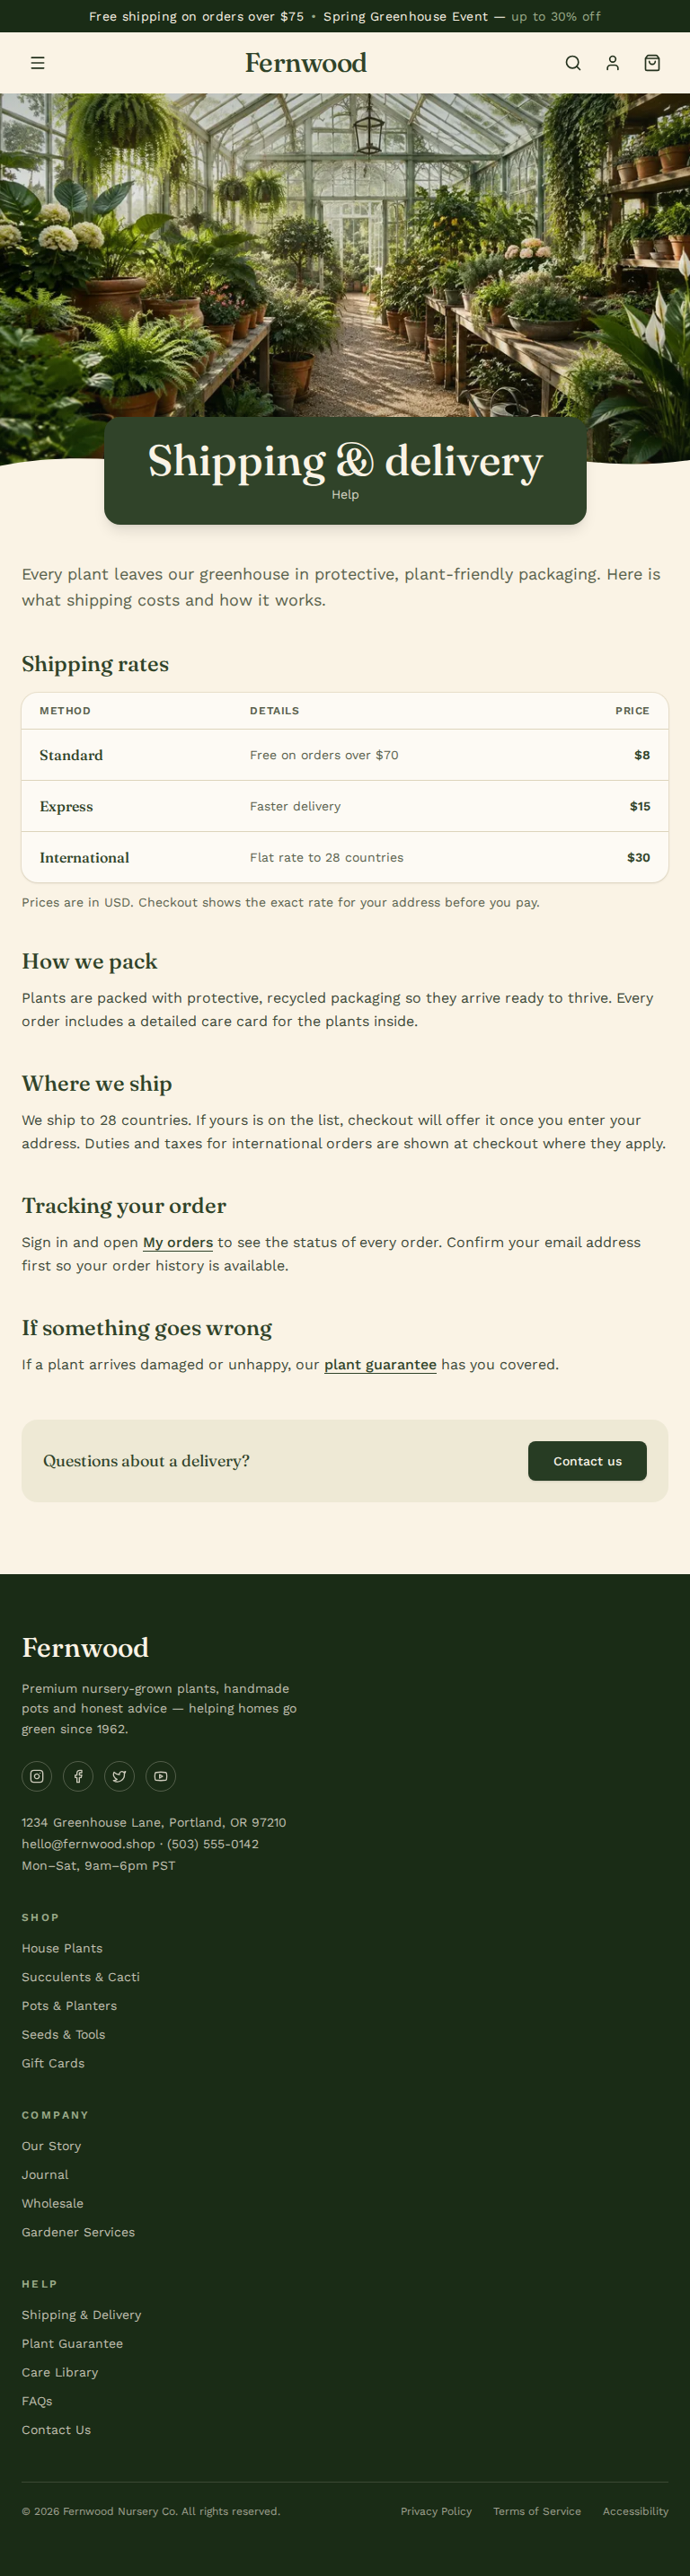 Free shipping on orders over $75 • Spring Greenhouse Event — up to 30% off
Fernwood
Shipping & delivery
Help
Every plant leaves our greenhouse in protective, plant-friendly packaging. Here is
what shipping costs and how it works.
Shipping rates
METHOD DETAILS PRICE
Standard Free on orders over $70 $8
Express Faster delivery $15
International Flat rate to 28 countries $30
Prices are in USD. Checkout shows the exact rate for your address before you pay.
How we pack
Plants are packed with protective, recycled packaging so they arrive ready to thrive. Every
order includes a detailed care card for the plants inside.
Where we ship
We ship to 28 countries. If yours is on the list, checkout will offer it once you enter your
address. Duties and taxes for international orders are shown at checkout where they apply.
Tracking your order
Sign in and open My orders to see the status of every order. Confirm your email address
first so your order history is available.
If something goes wrong
If a plant arrives damaged or unhappy, our plant guarantee has you covered.
Questions about a delivery? Contact us
Fernwood
Premium nursery-grown plants, handmade
pots and honest advice — helping homes go
green since 1962.
1234 Greenhouse Lane, Portland, OR 97210
hello@fernwood.shop · (503) 555-0142
Mon–Sat, 9am–6pm PST
SHOP
House Plants
Succulents & Cacti
Pots & Planters
Seeds & Tools
Gift Cards
COMPANY
Our Story
Journal
Wholesale
Gardener Services
HELP
Shipping & Delivery
Plant Guarantee
Care Library
FAQs
Contact Us
© 2026 Fernwood Nursery Co. All rights reserved. Privacy Policy Terms of Service Accessibility